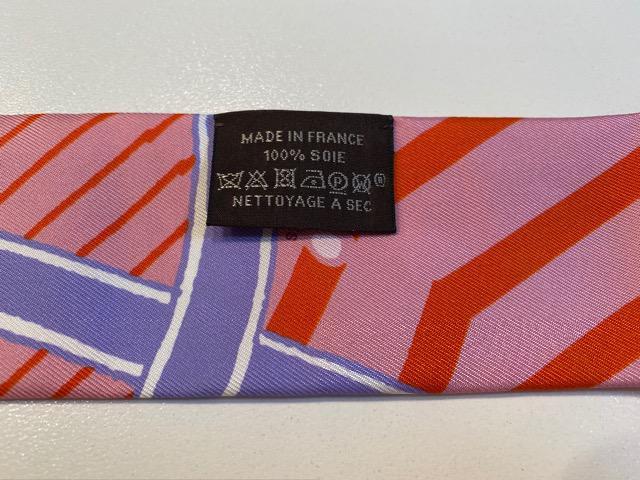 MADE IN FRANCE
100% SOIE
P W ®
NETTOYAGE A SEC